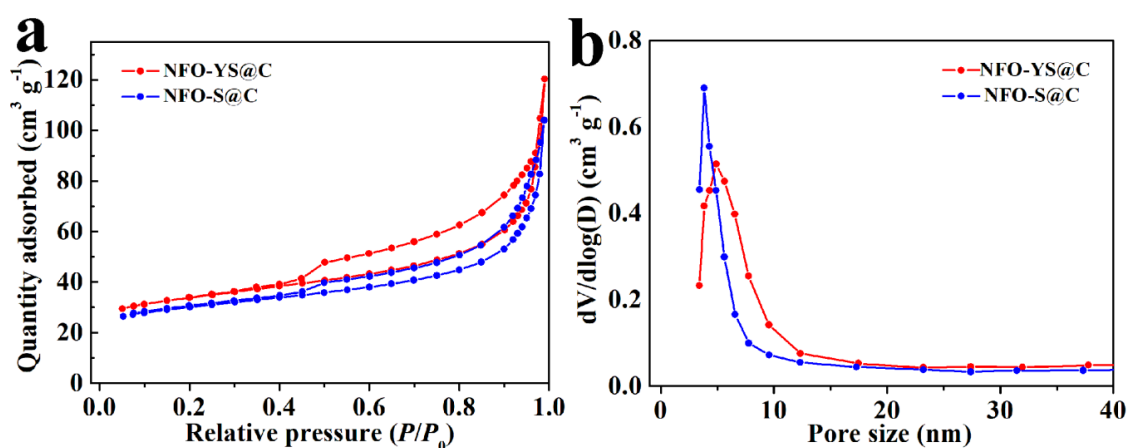 a
Quantity adsorbed (cm³ g⁻¹)
120
100
80
60
40
20
0
NFO-YS@C
NFO-S@C
0.0 0.2 0.4 0.6 0.8 1.0
Relative pressure (P/P₀)
b
dV/dlog(D) (cm³ g⁻¹)
0.8
0.6
0.4
0.2
0.0
NFO-YS@C
NFO-S@C
0 10 20 30 40
Pore size (nm)